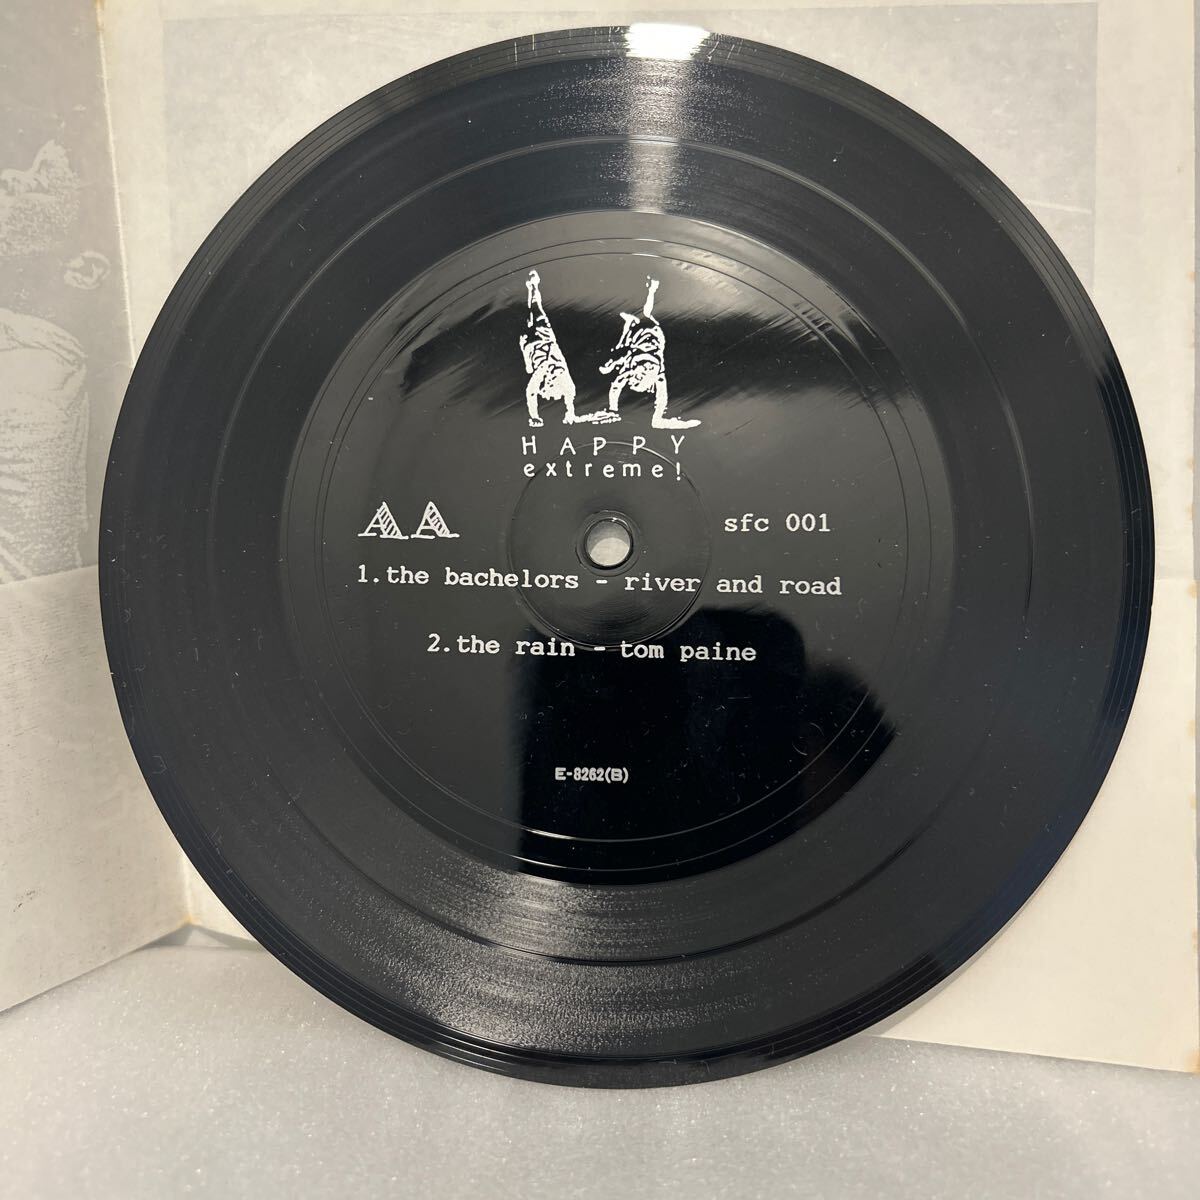 HAPPY
extreme!
AA
sfc 001
1.the bachelors - river and road
2.the rain - tom paine
E-8262(B)